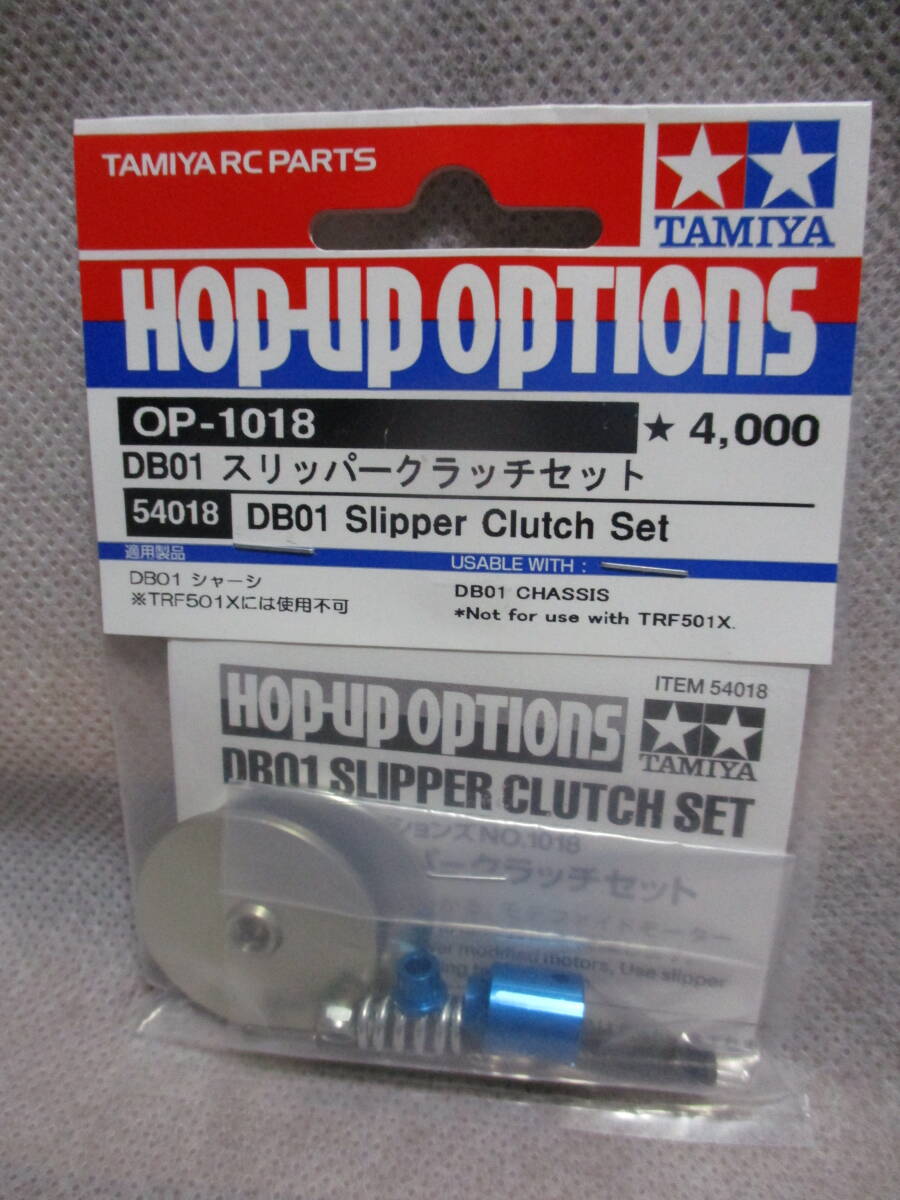 TAMIYA RC PARTS
TAMIYA
HOP-UP OPTIONS
OP-1018
★ 4,000
DB01 スリッパークラッチセット
54018 DB01 Slipper Clutch Set
適用製品
USABLE WITH :
DB01 シャーシ
※TRF501Xには使用不可
DB01 CHASSIS
*Not for use with TRF501X.
ITEM 54018
HOP-UP OPTIONS
TAMIYA
DB01 SLIPPER CLUTCH SET
ションズ NO.1018
ークラッチセット
modified motors. Use slipper